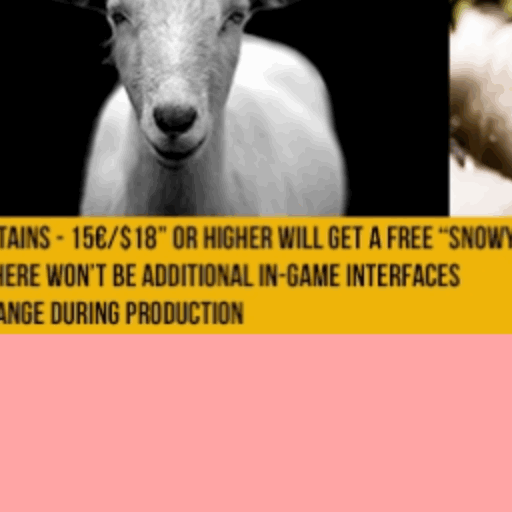 TAINS - 15€/$18" OR HIGHER WILL GET A FREE “SNOWY
HERE WON'T BE ADDITIONAL IN-GAME INTERFACES
ANGE DURING PRODUCTION